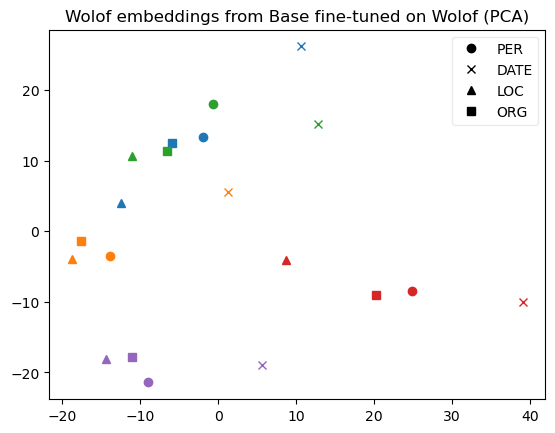 Wolof embeddings from Base fine-tuned on Wolof (PCA)
PER
DATE
LOC
ORG
20
10
0
−10
−20
−20 −10 0 10 20 30 40